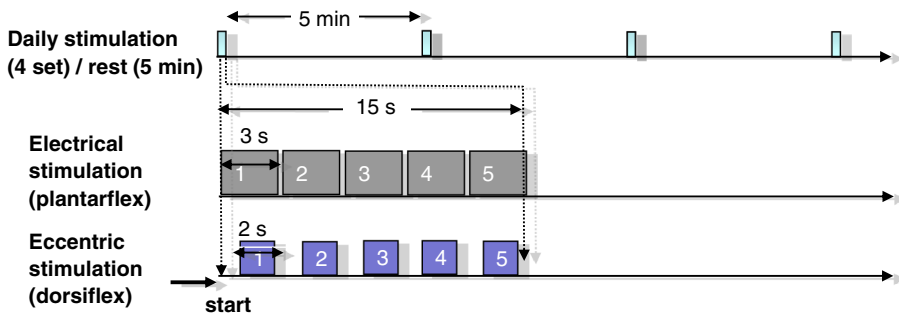 5 min
Daily stimulation
(4 set) / rest (5 min)
15 s
Electrical
stimulation
(plantarflex)
3 s
1 2 3 4 5
Eccentric
stimulation
(dorsiflex)
2 s
1 2 3 4 5
start